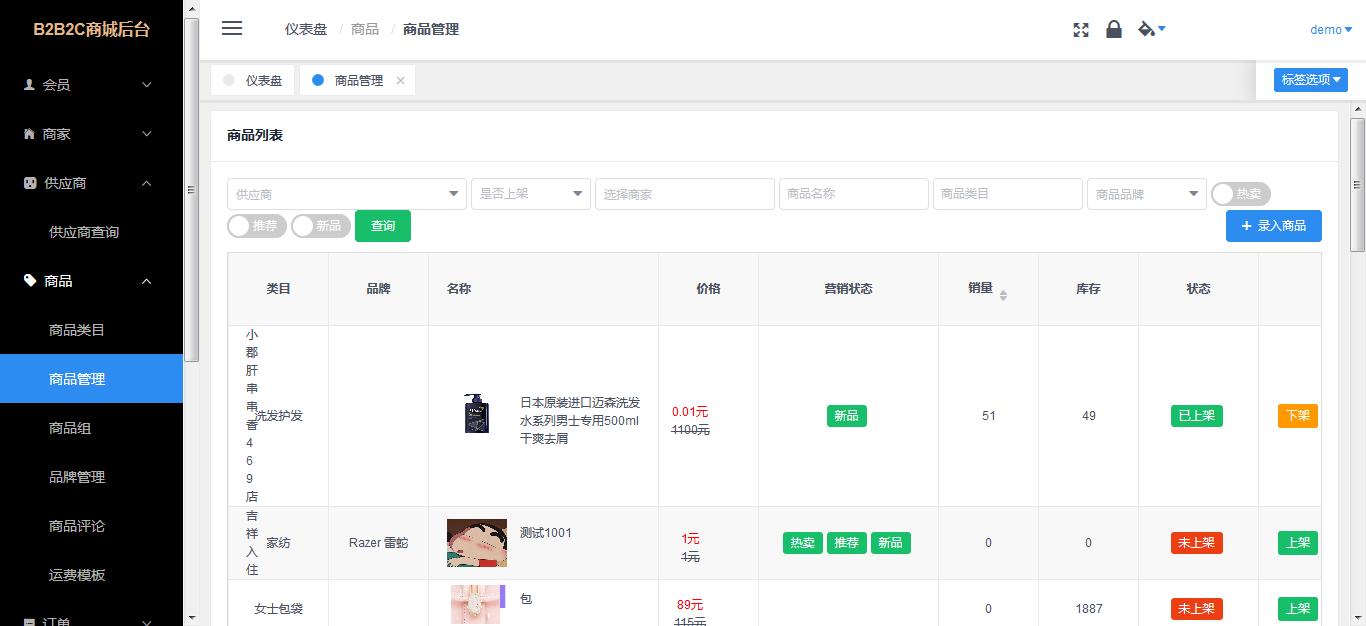 B2B2C商城后台
会员
商家
供应商
供应商查询
商品
商品类目
商品管理
商品组
品牌管理
商品评论
运费模板
订单
仪表盘 / 商品 / 商品管理
demo
仪表盘
商品管理
标签选项
商品列表
供应商
是否上架
选择商家
商品名称
商品类目
商品品牌
热卖
推荐
新品
查询
+ 录入商品
类目
品牌
名称
价格
营销状态
销量
库存
状态
小
郡
肝
串
串
香
4
6
9
店
洗发护发
日本原装进口迈森洗发
水系列男士专用500ml
干爽去屑
0.01元
1100元
新品
51
49
已上架
下架
吉
祥
入
住
家纺
Razer 雷蛇
测试1001
1元
1元
热卖
推荐
新品
0
0
未上架
上架
女士包袋
包
89元
115元
0
1887
未上架
上架